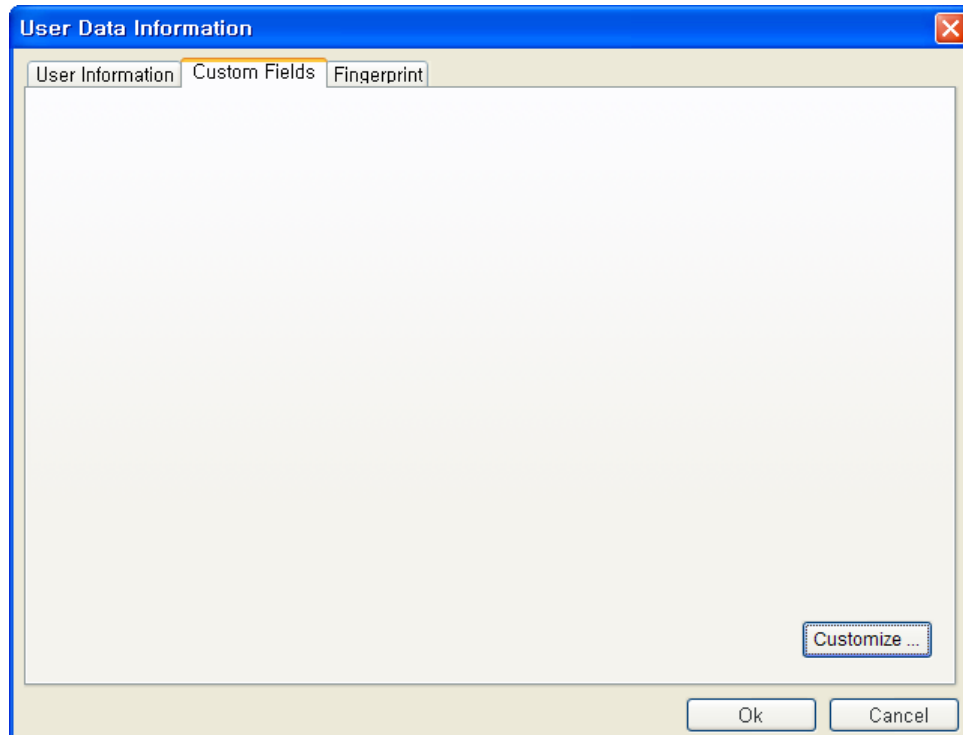 User Data Information
User Information Custom Fields Fingerprint
Customize ...
Ok Cancel